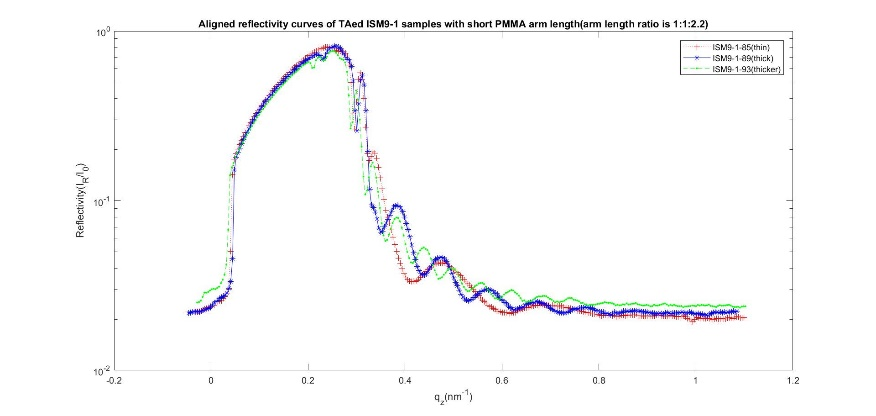 Aligned reflectivity curves of TAed ISM9-1 samples with short PMMA arm length(arm length ratio is 1:1:2.2)
10^0
ISM9-1-85(thin)
ISM9-1-89(thick)
ISM9-1-93(thicker)
Reflectivity(I_R/I_0)
10^-1
10^-2
-0.2 0 0.2 0.4 0.6 0.8 1 1.2
q_z(nm^-1)